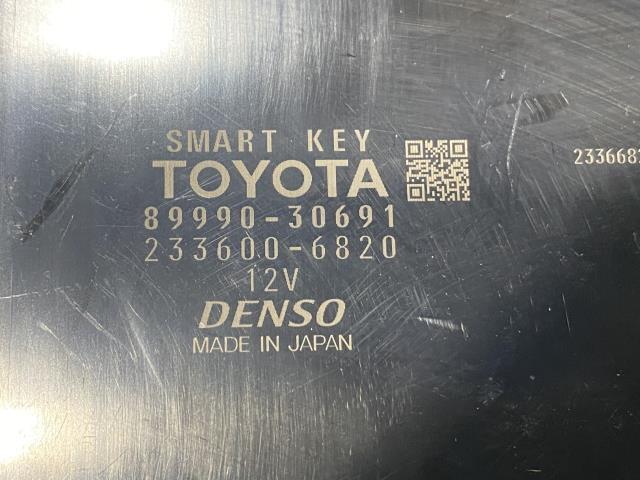 SMART KEY
TOYOTA
89990-30691
233600-6820
12V
DENSO
MADE IN JAPAN